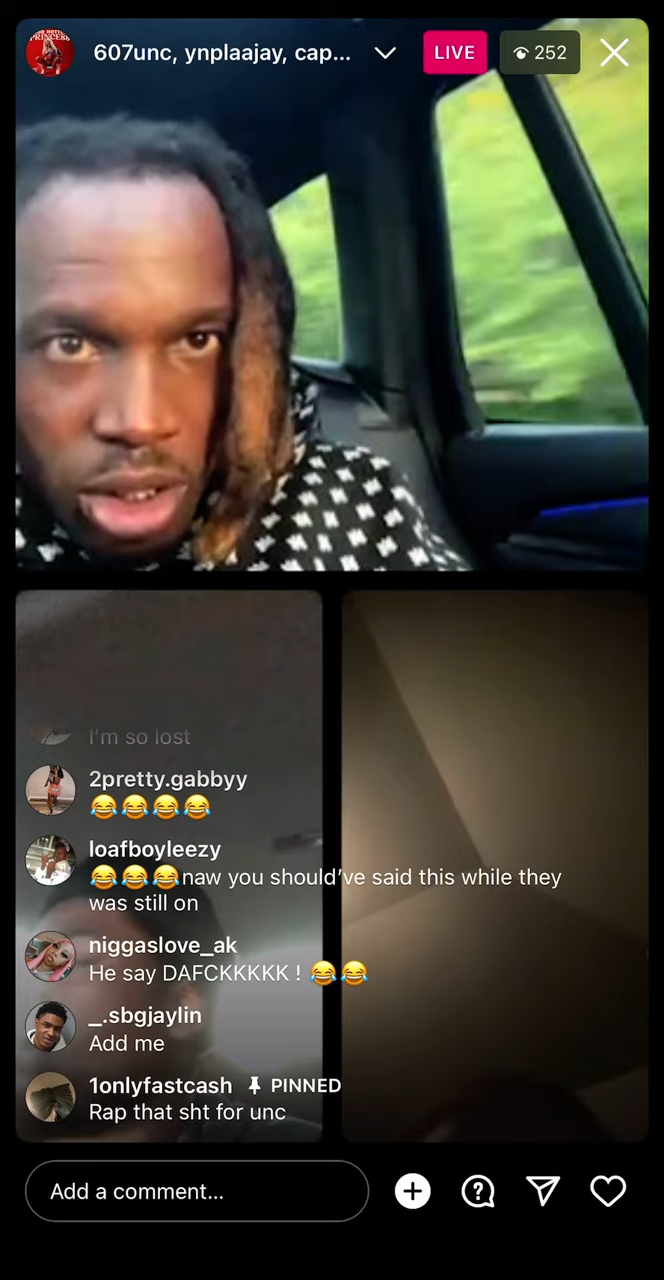 607unc, ynplaajay, cap...
LIVE
252
I'm so lost
2pretty.gabbyy
😂😂😂😂
loafboyleezy
😂😂😂naw you should've said this while they
was still on
niggaslove_ak
He say DAFCKKKKK ! 😂😂
_.sbgjaylin
Add me
1onlyfastcash PINNED
Rap that sht for unc
Add a comment...